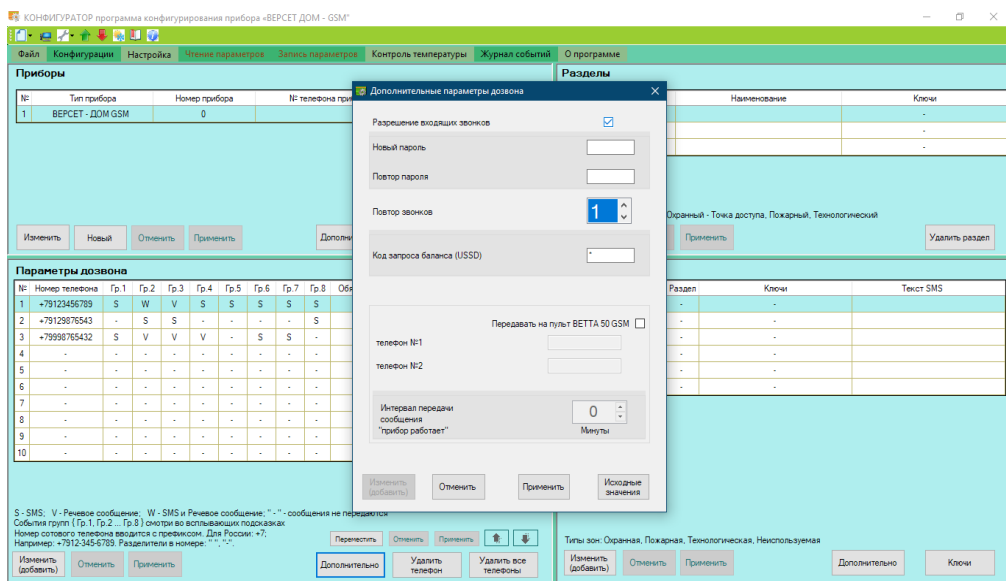 КОНФИГУРАТОР программа конфигурирования прибора «ВЕРСЕТ ДОМ - GSM"
Файл Конфигурации Настройка Чтение параметров Запись параметров Контроль температуры Журнал событий О программе
Приборы
№ Тип прибора Номер прибора № телефона при
1 ВЕРСЕТ - ДОМ GSM 0
Изменить Новый Отменить Применить Дополни
Разделы
Наименование Ключи
-
-
-
Охранный - Точка доступа, Пожарный, Технологический
Применить Удалить раздел
Дополнительные параметры дозвона
Разрешение входящих звонков
Новый пароль
Повтор пароля
Повтор звонков 1
Код запроса баланса (USSD) *
Передавать на пульт ВЕТТА 50 GSM
телефон №1
телефон №2
Интервал передачи
сообщения
"прибор работает"
0
Минуты
Изменить
(добавить)
Отменить Применить Исходные
значения
Параметры дозвона
№ Номер телефона Гр.1 Гр.2 Гр.3 Гр.4 Гр.5 Гр.6 Гр.7 Гр.8
1 +79123456789 S W V S S S S S
2 +79129876543 - S S - - - - S
3 +79998765432 S V V V - S S -
4 - - - - - - - - -
5 - - - - - - - - -
6 - - - - - - - - -
7 - - - - - - - - -
8 - - - - - - - - -
9 - - - - - - - - -
10 - - - - - - - - -
S - SMS; V - Речевое сообщение; W - SMS и Речевое сообщение; " - " - сообщения не передаются
События групп ( Гр.1, Гр.2 ... Гр.8 ) смотри во всплывающих подсказках
Номер сотового телефона вводится с префиксом. Для России: +7;
Например: +7912-345-6789. Разделители в номере: " ", "-".
Переместить Отменить Применить
Изменить
(добавить)
Отменить Применить Дополнительно Удалить
телефон
Удалить все
телефоны
Раздел Ключи Текст SMS
- -
- -
- -
- -
- -
Типы зон: Охранная, Пожарная, Технологическая, Неиспользуемая
Изменить
(добавить)
Отменить Применить Дополнительно Ключи